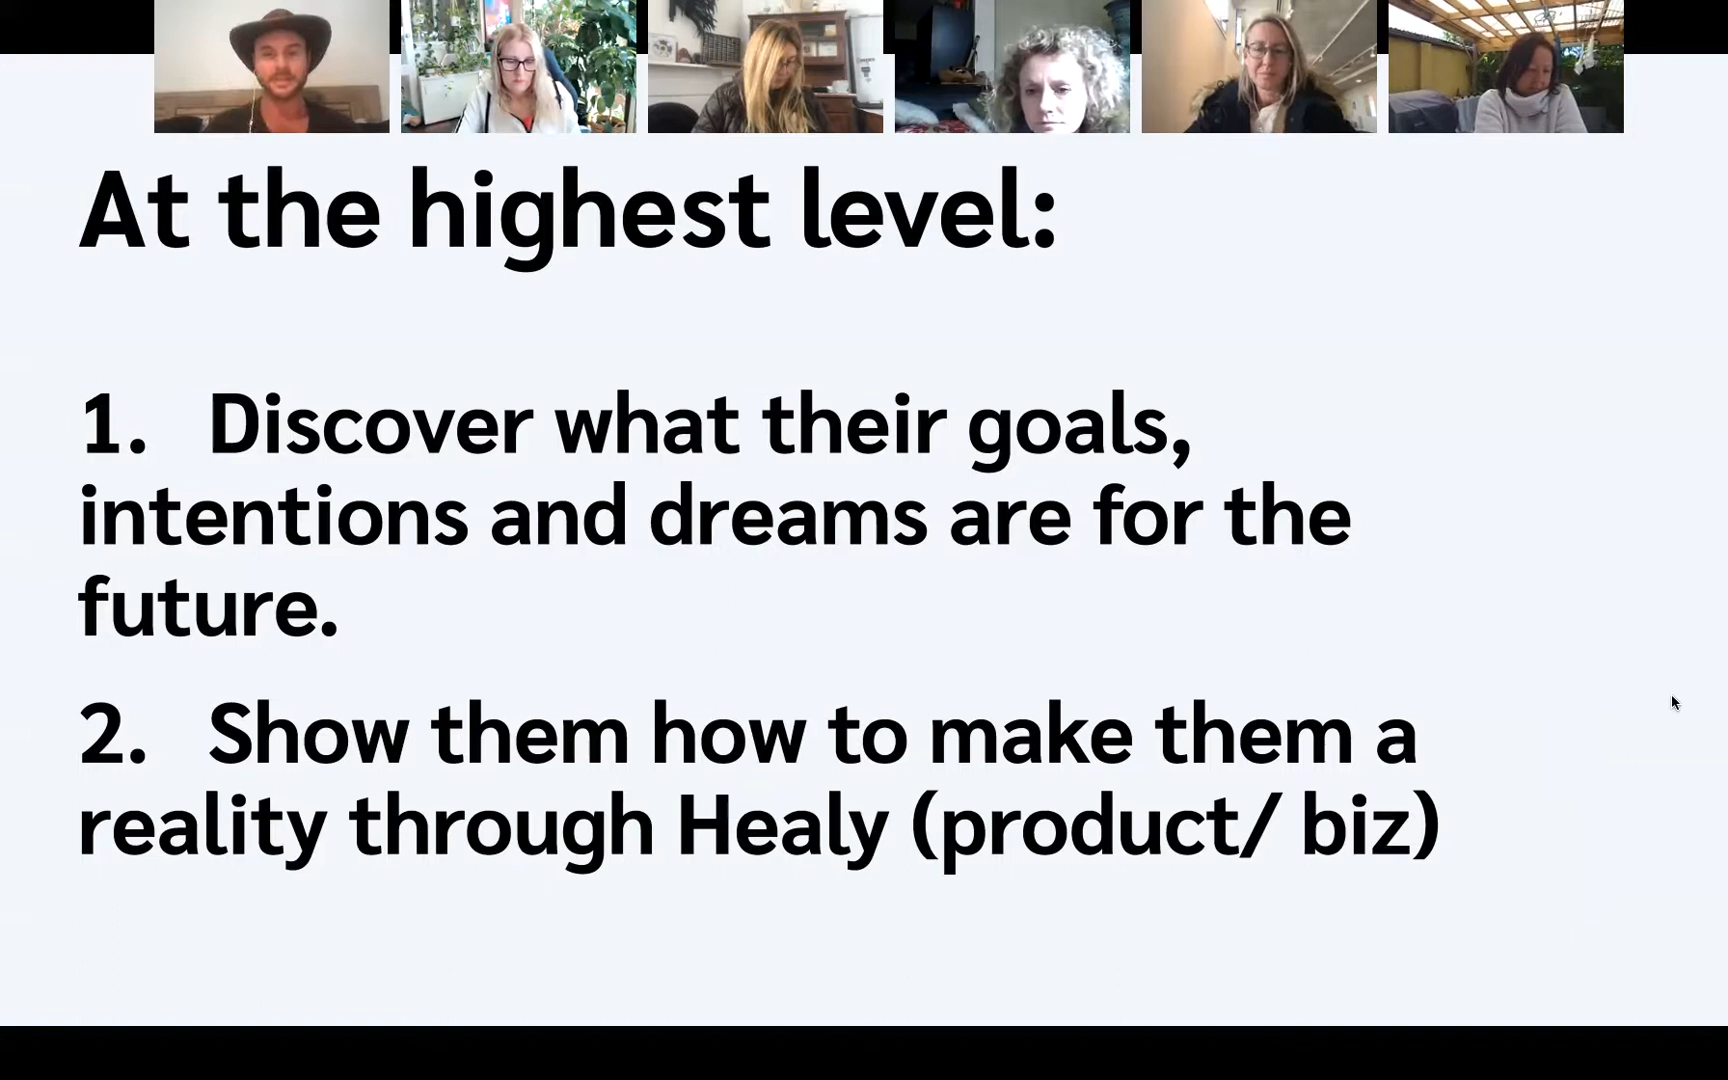 At the highest level:
1. Discover what their goals,
intentions and dreams are for the
future.
2. Show them how to make them a
reality through Healy (product/ biz)